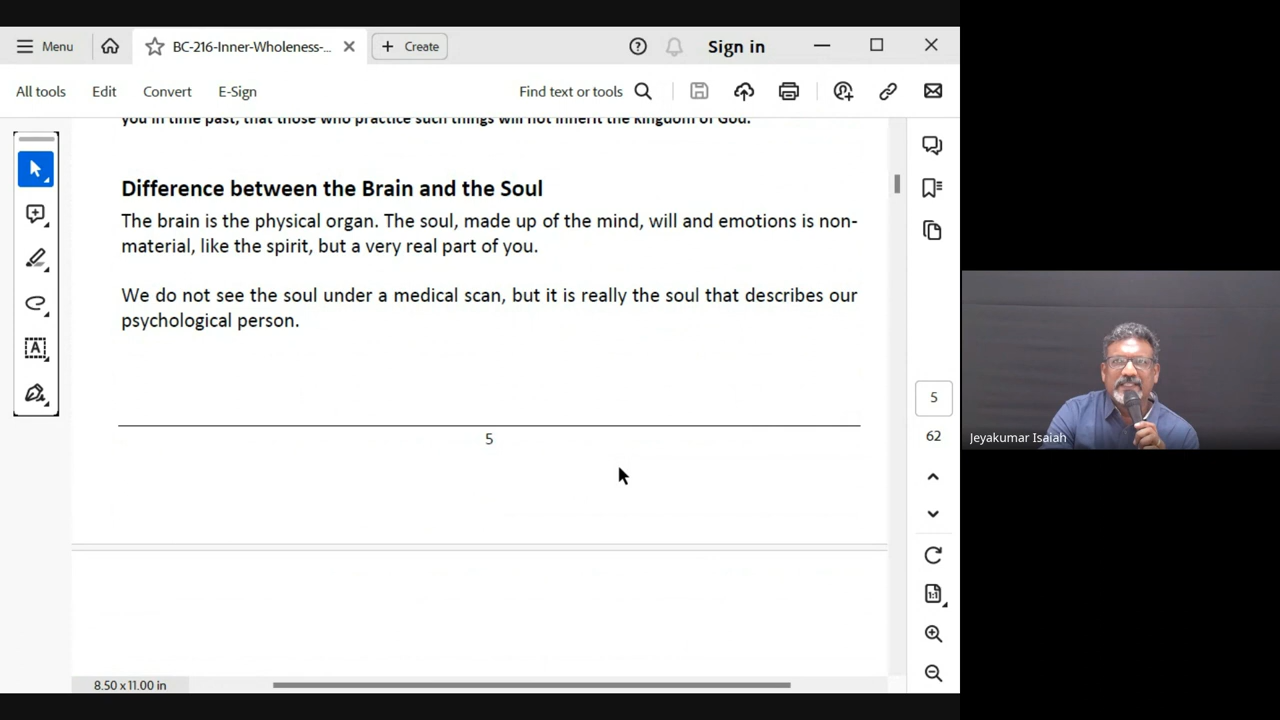 Menu
BC-216-Inner-Wholeness-...
Create
Sign in
All tools
Edit
Convert
E-Sign
Find text or tools
you in time past, that those who practice such things will not inherit the kingdom of God.
Difference between the Brain and the Soul
The brain is the physical organ. The soul, made up of the mind, will and emotions is non-
material, like the spirit, but a very real part of you.
We do not see the soul under a medical scan, but it is really the soul that describes our
psychological person.
5
5
62
1:1
8.50 x 11.00 in
Jeyakumar Isaiah